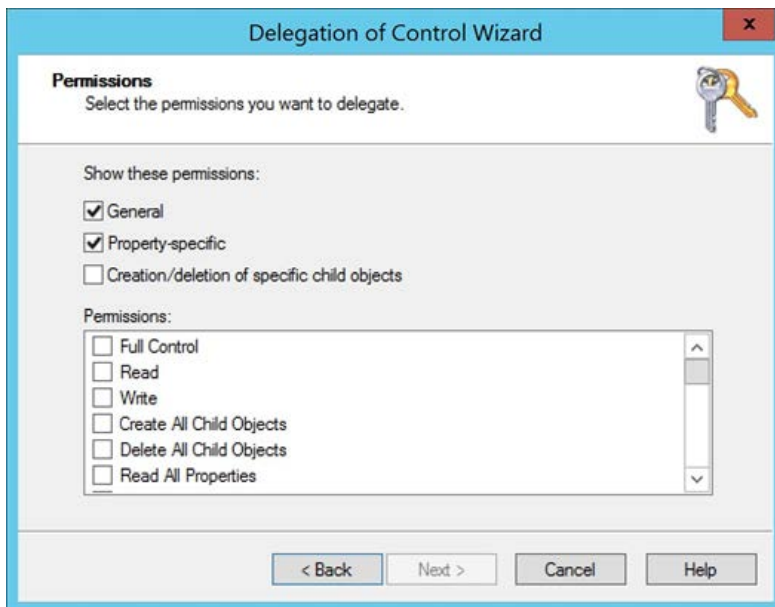 Delegation of Control Wizard
x
Permissions
Select the permissions you want to delegate.
Show these permissions:
General
Property-specific
Creation/deletion of specific child objects
Permissions:
Full Control
Read
Write
Create All Child Objects
Delete All Child Objects
Read All Properties
< Back Next > Cancel Help